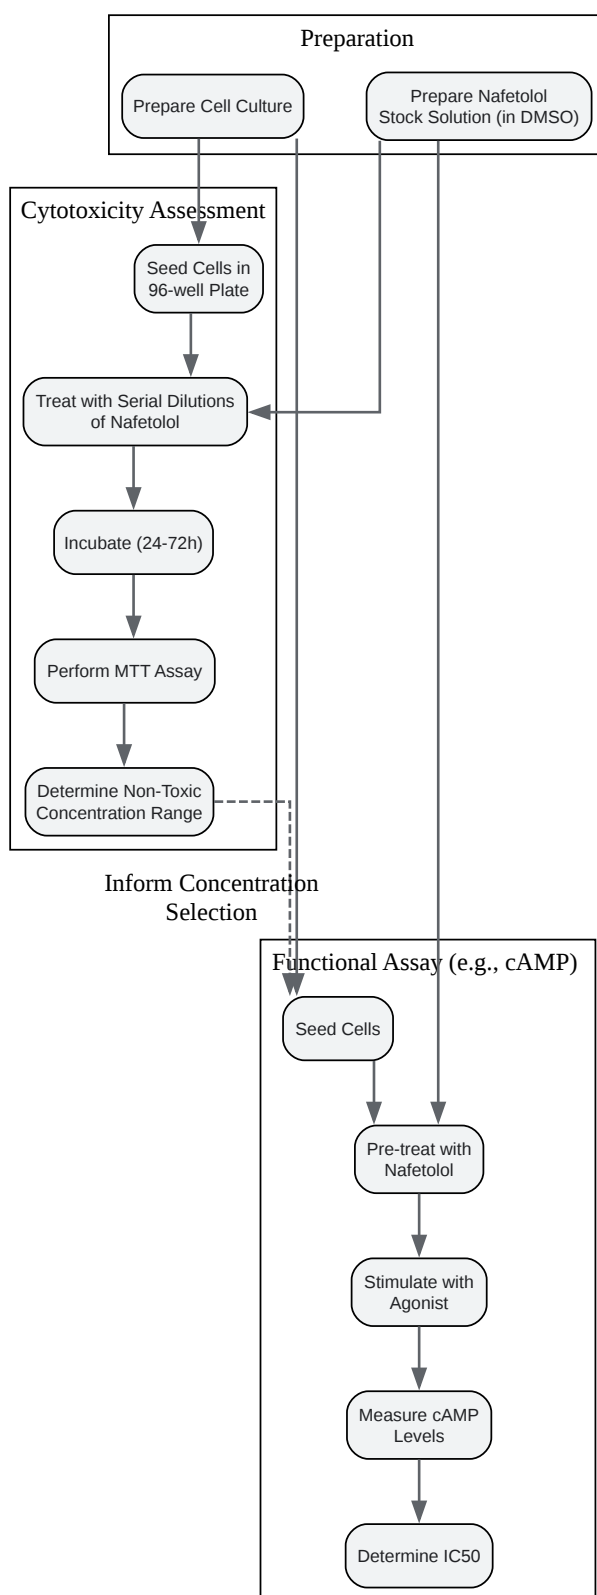 Preparation
Prepare Cell Culture
Prepare Nafetolol
Stock Solution (in DMSO)
Cytotoxicity Assessment
Seed Cells in
96-well Plate
Treat with Serial Dilutions
of Nafetolol
Incubate (24-72h)
Perform MTT Assay
Determine Non-Toxic
Concentration Range
Inform Concentration
Selection
Functional Assay (e.g., cAMP)
Seed Cells
Pre-treat with
Nafetolol
Stimulate with
Agonist
Measure cAMP
Levels
Determine IC50